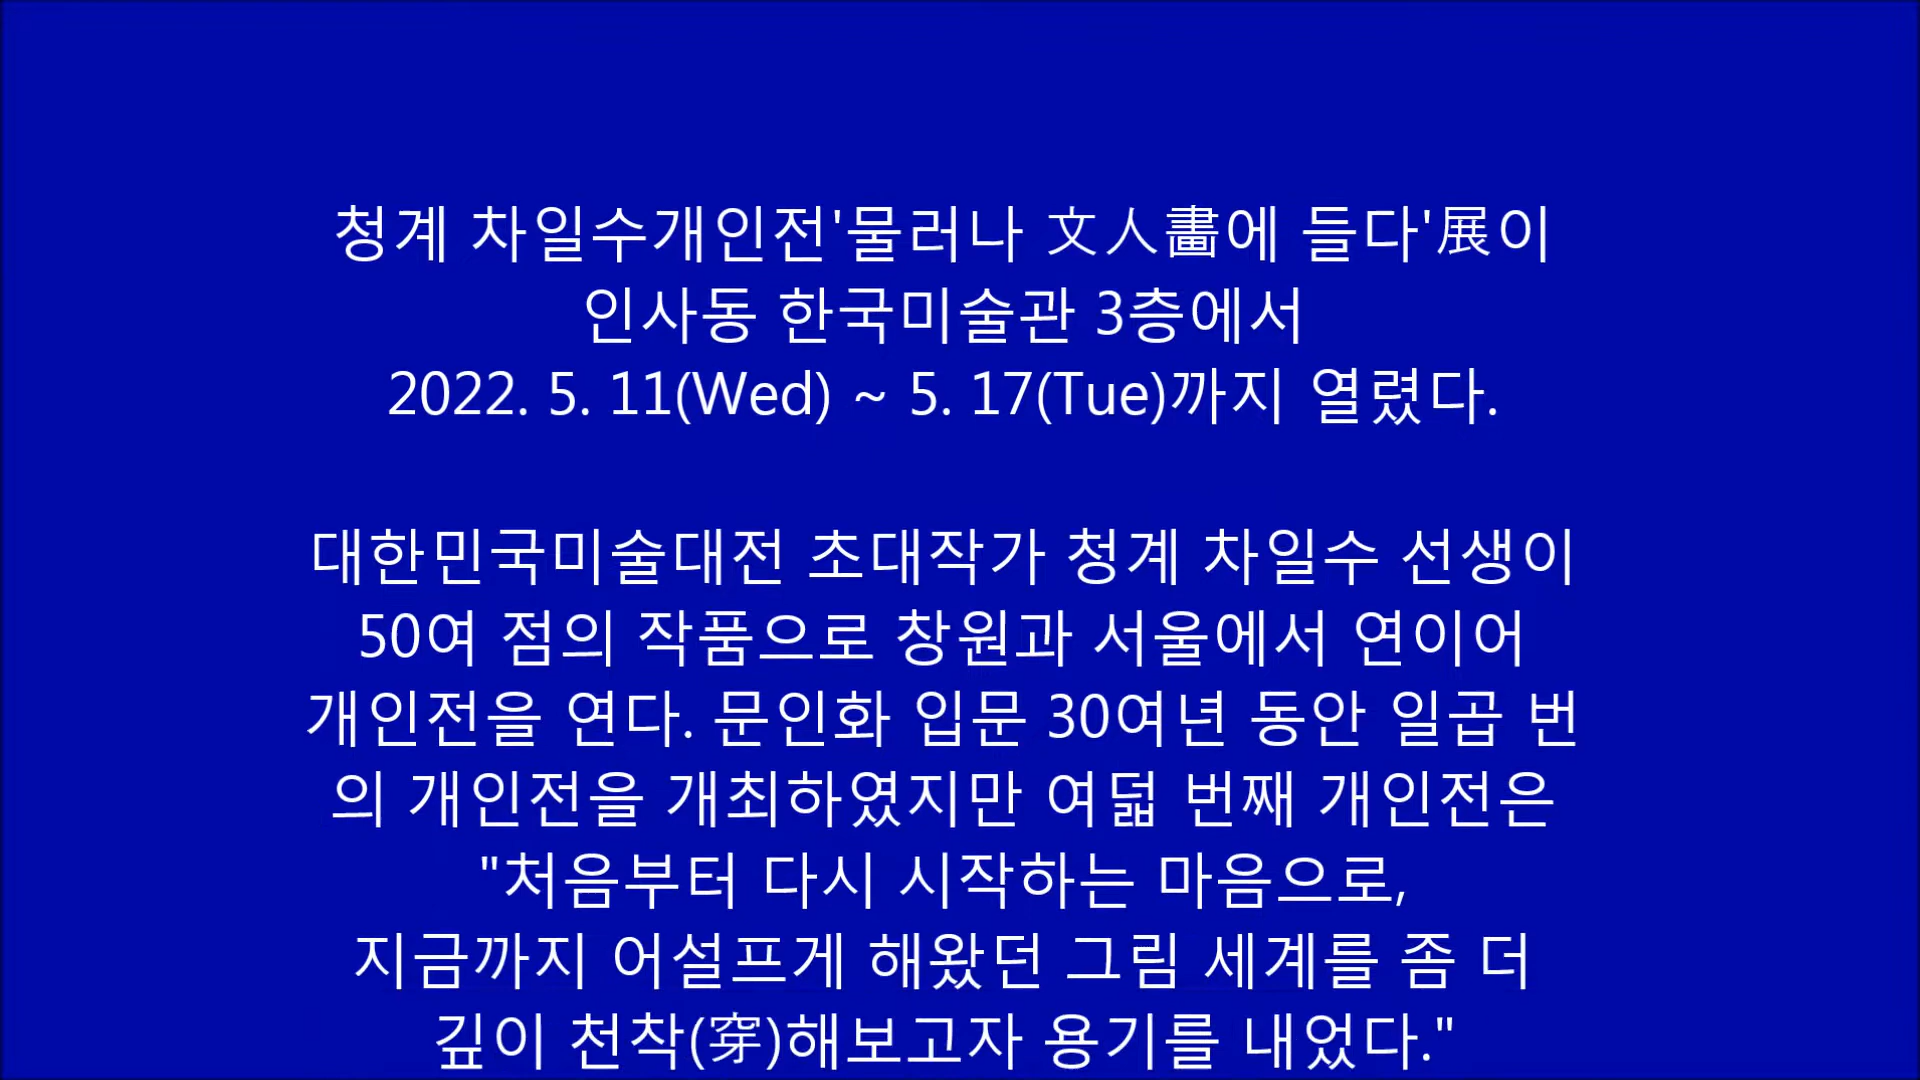 청계 차일수개인전'물러나 文人畵에 들다'展이
인사동 한국미술관 3층에서
2022. 5. 11(Wed) ~ 5. 17(Tue)까지 열렸다.
대한민국미술대전 초대작가 청계 차일수 선생이
50여 점의 작품으로 창원과 서울에서 연이어
개인전을 연다. 문인화 입문 30여년 동안 일곱 번
의 개인전을 개최하였지만 여덟 번째 개인전은
"처음부터 다시 시작하는 마음으로,
지금까지 어설프게 해왔던 그림 세계를 좀 더
깊이 천착(穿)해보고자 용기를 내었다."